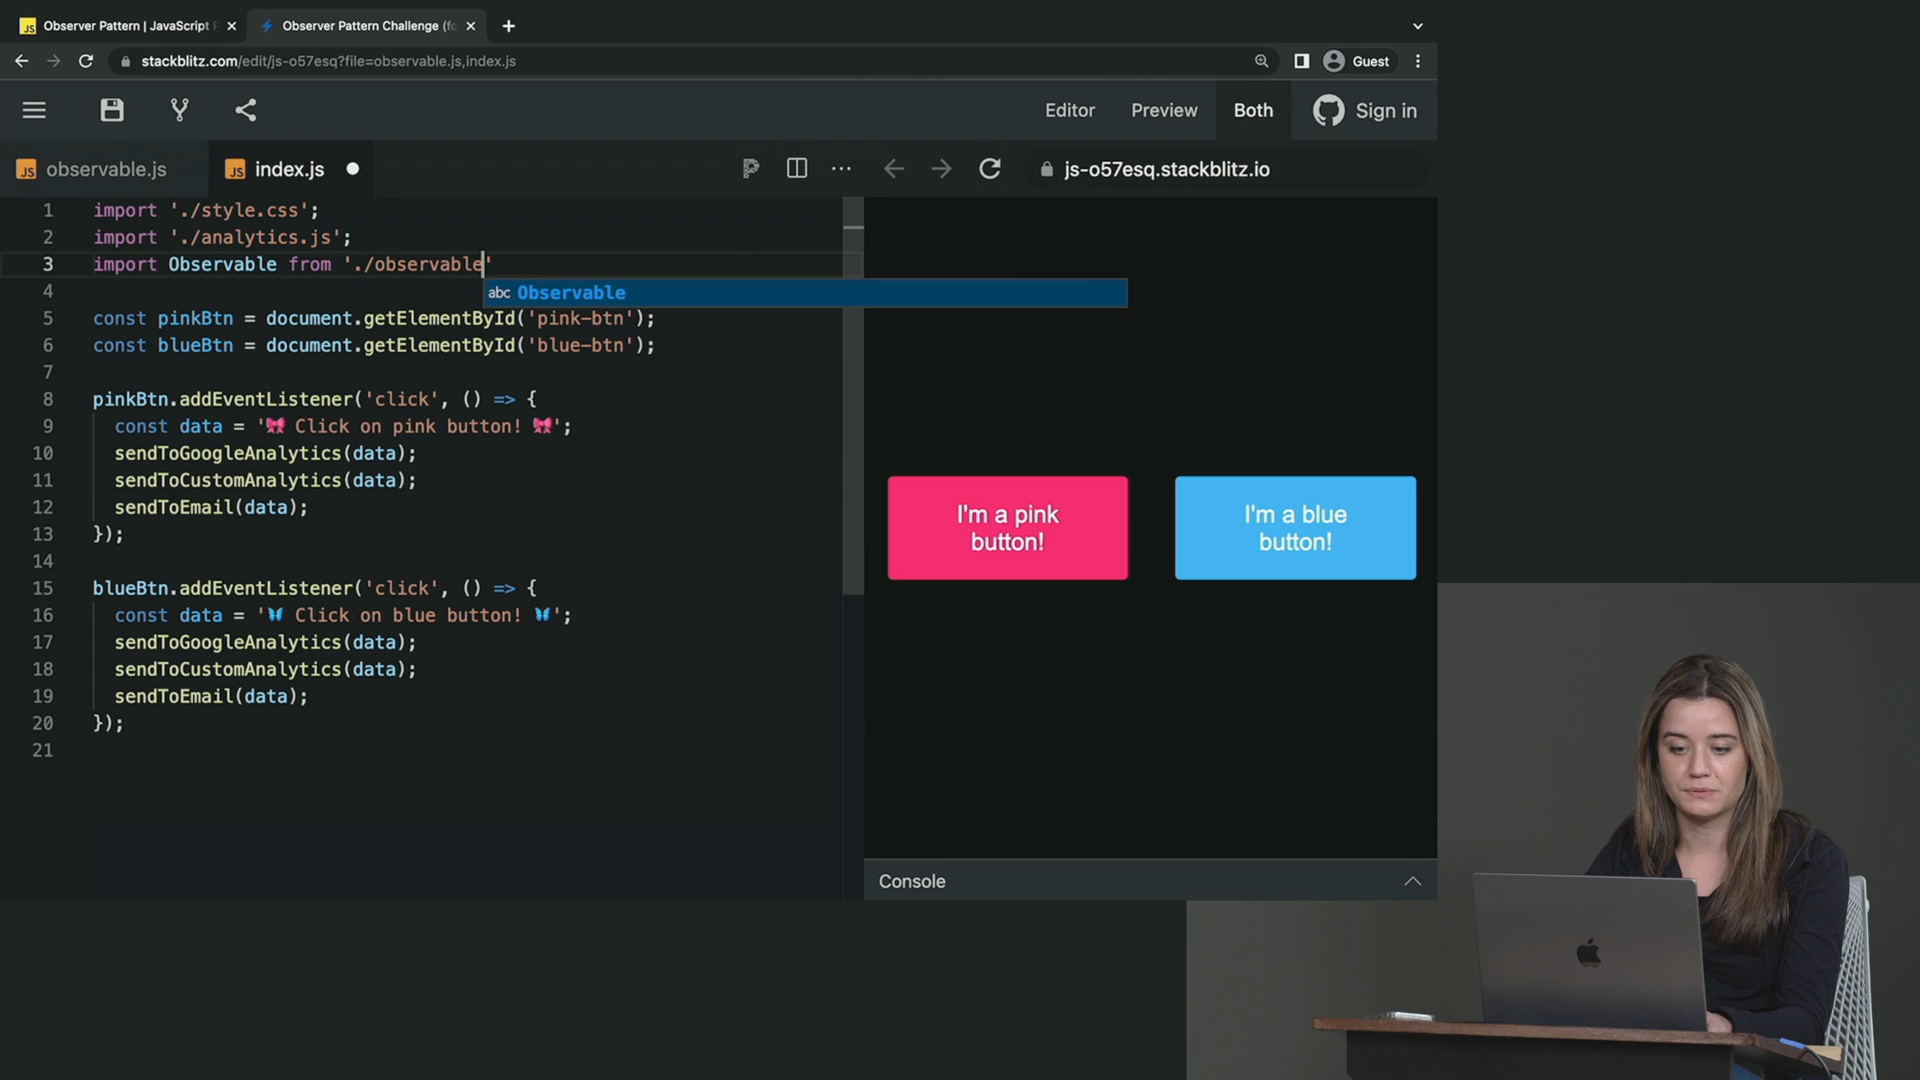 Observer Pattern | JavaScript P
Observer Pattern Challenge (fo
stackblitz.com/edit/js-o57esq?file=observable.js,index.js
Guest
Editor
Preview
Both
Sign in
JS observable.js
JS index.js
js-o57esq.stackblitz.io
1 import './style.css';
2 import './analytics.js';
3 import Observable from './observable'
abc Observable
4
5 const pinkBtn = document.getElementById('pink-btn');
6 const blueBtn = document.getElementById('blue-btn');
7
8 pinkBtn.addEventListener('click', () => {
9 const data = '🎀 Click on pink button! 🎀';
10 sendToGoogleAnalytics(data);
11 sendToCustomAnalytics(data);
12 sendToEmail(data);
13 });
14
15 blueBtn.addEventListener('click', () => {
16 const data = '🦋 Click on blue button! 🦋';
17 sendToGoogleAnalytics(data);
18 sendToCustomAnalytics(data);
19 sendToEmail(data);
20 });
21
I'm a pink
button!
I'm a blue
button!
Console